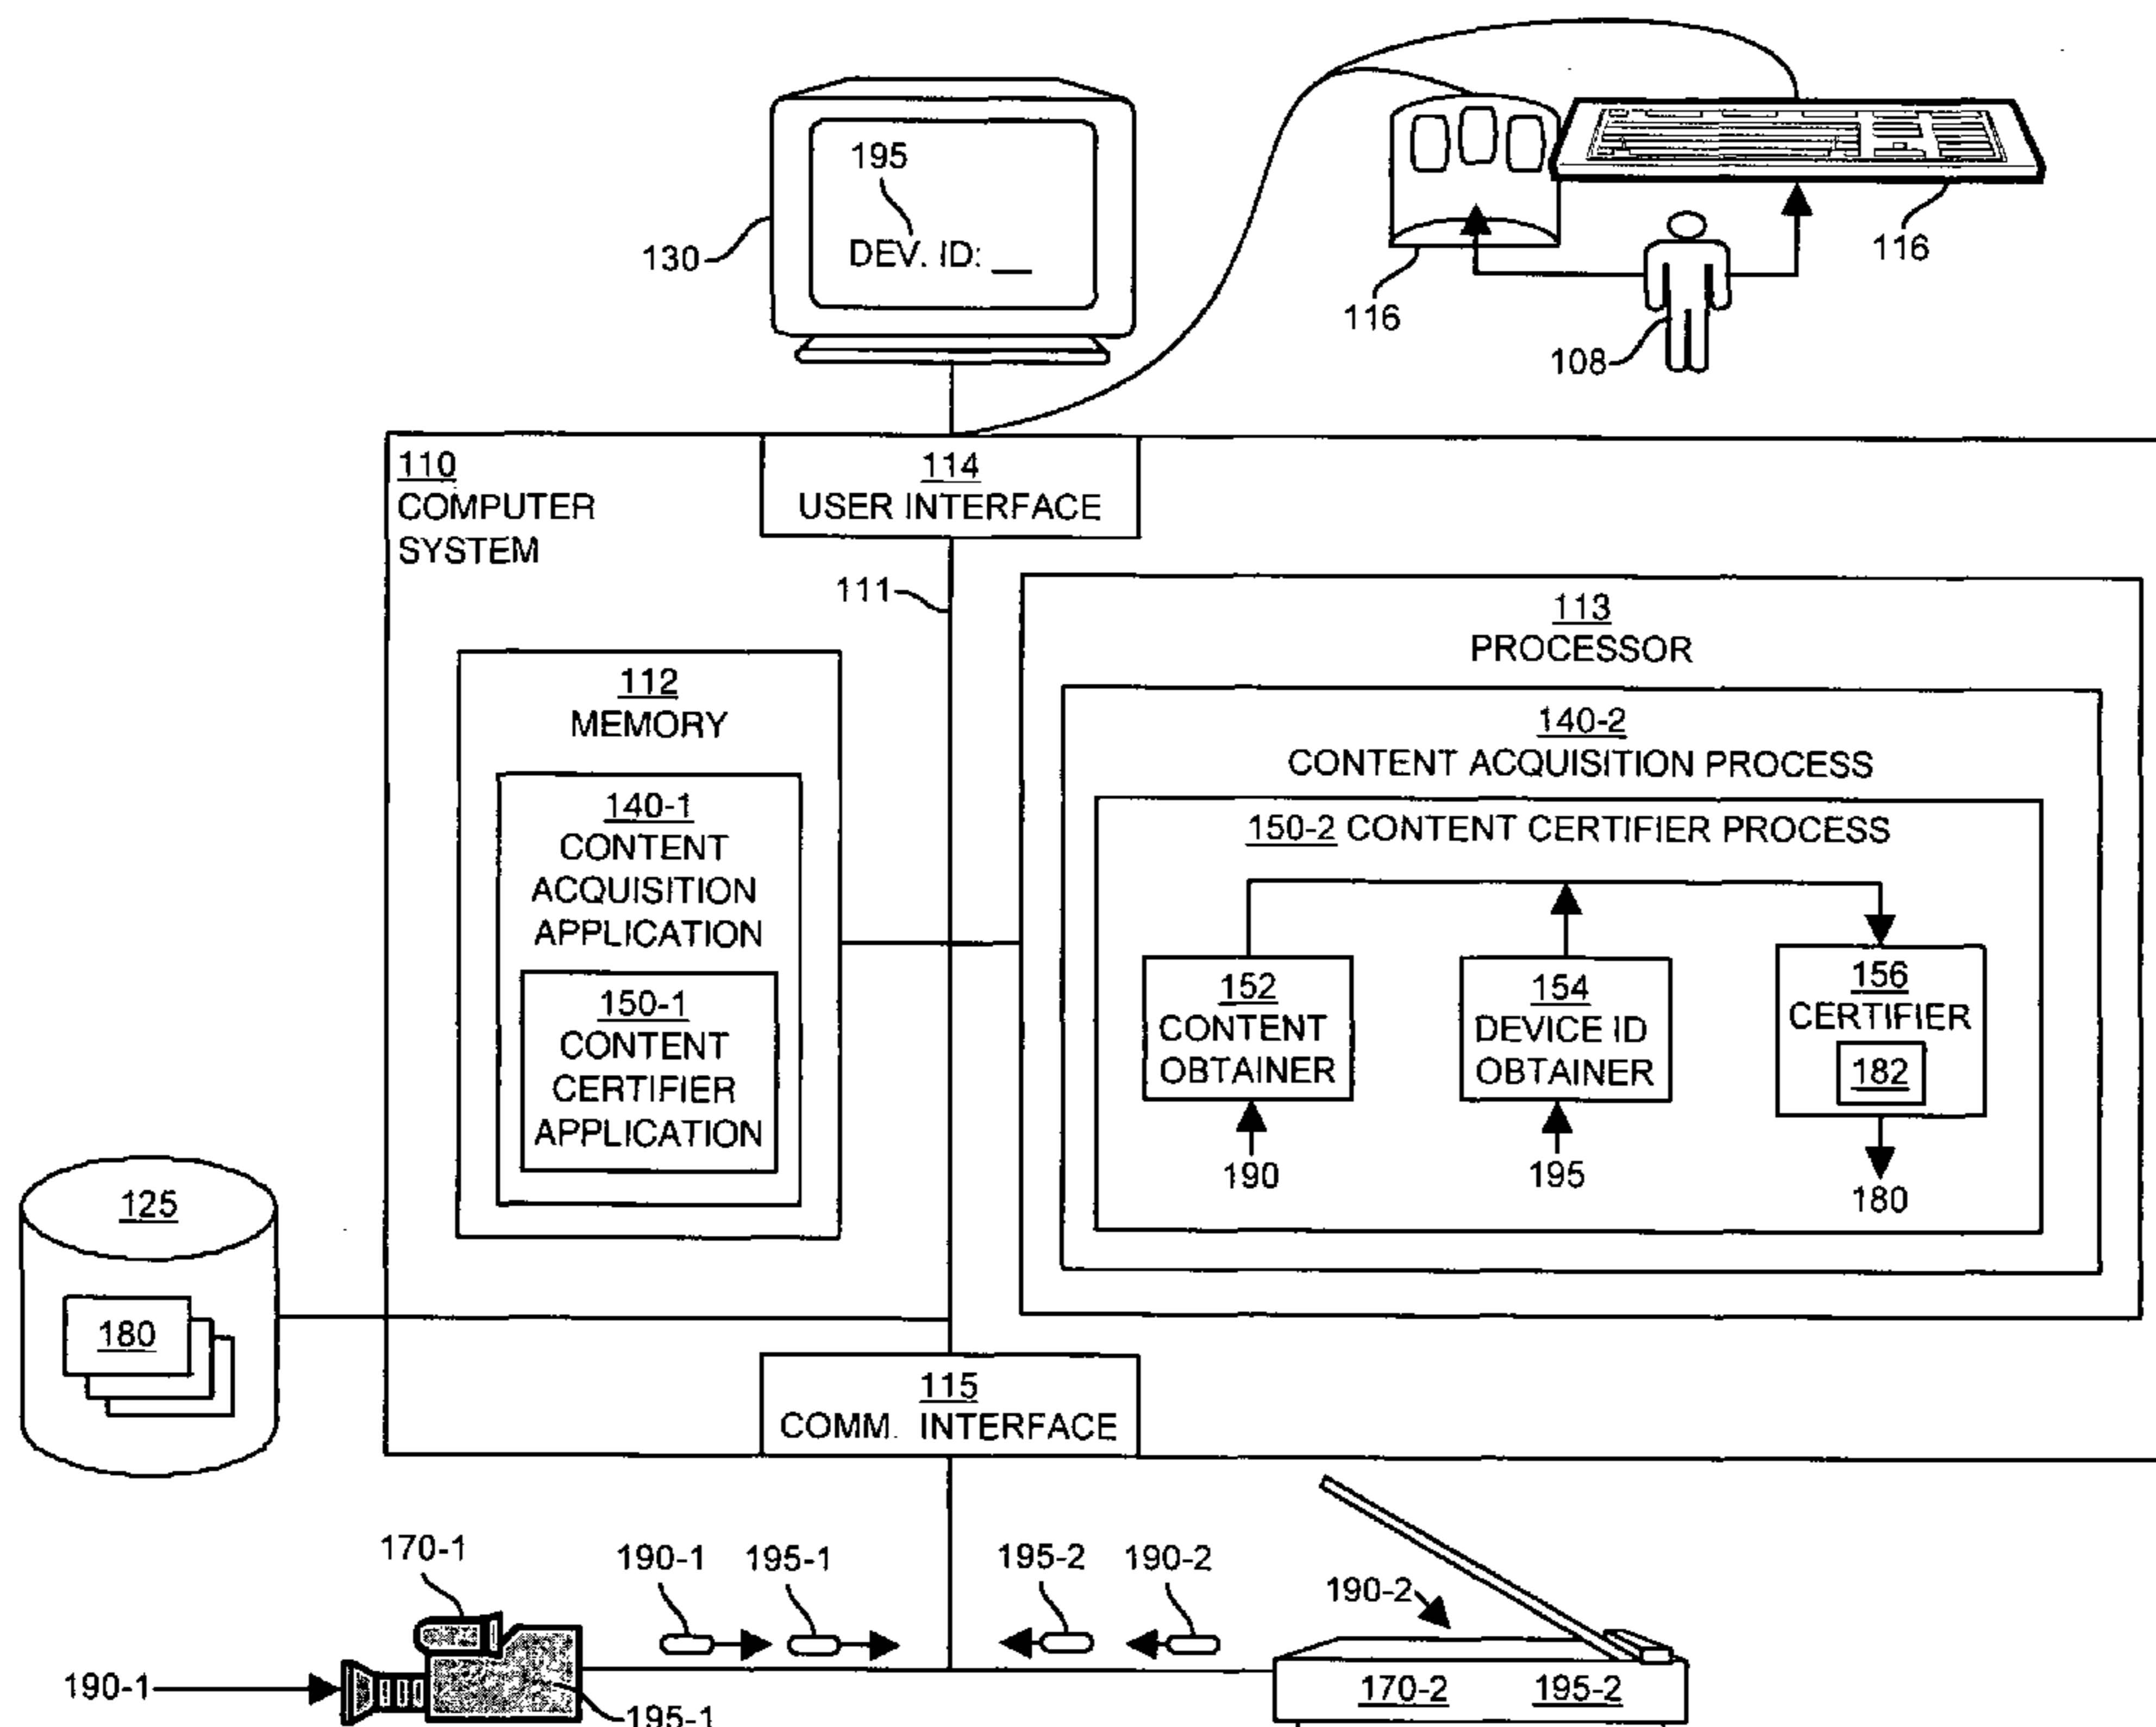 195
DEV. ID: __
130
116
116
108
110
COMPUTER
SYSTEM
114
USER INTERFACE
111
113
PROCESSOR
112
MEMORY
140-2
CONTENT ACQUISITION PROCESS
140-1
CONTENT
ACQUISITION
APPLICATION
150-2 CONTENT CERTIFIER PROCESS
150-1
CONTENT
CERTIFIER
APPLICATION
152
CONTENT
OBTAINER
154
DEVICE ID
OBTAINER
156
CERTIFIER
182
190
195
180
125
180
115
COMM. INTERFACE
170-1
190-1
195-1
195-2
190-2
190-2
190-1
195-1
170-2
195-2